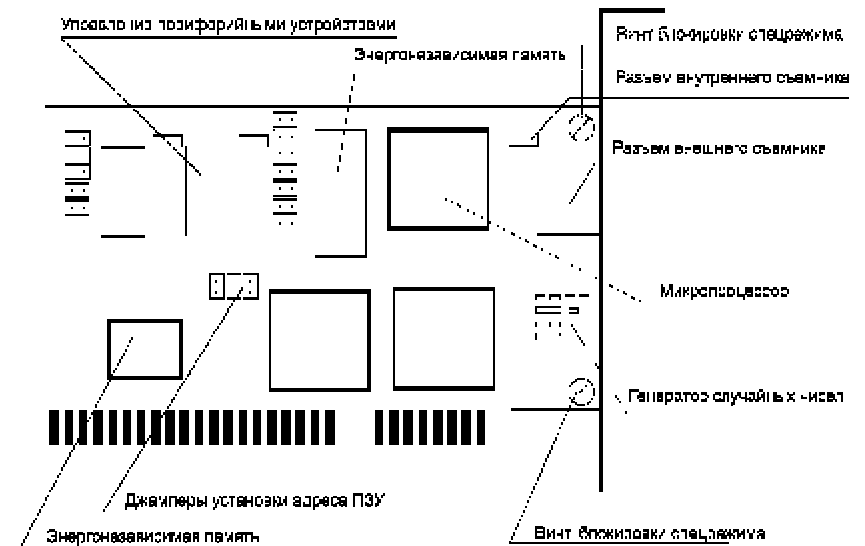 Управление периферийными устройствами
Энергонезависимая память
Винт блокировки спецрежима
Разъем внутреннего съемника
Разъем внешнего съемника
Микропроцессор
Генератор случайных чисел
Джамперы установки адреса ПЗУ
Энергонезависимая память
Винт блокировки спецрежима